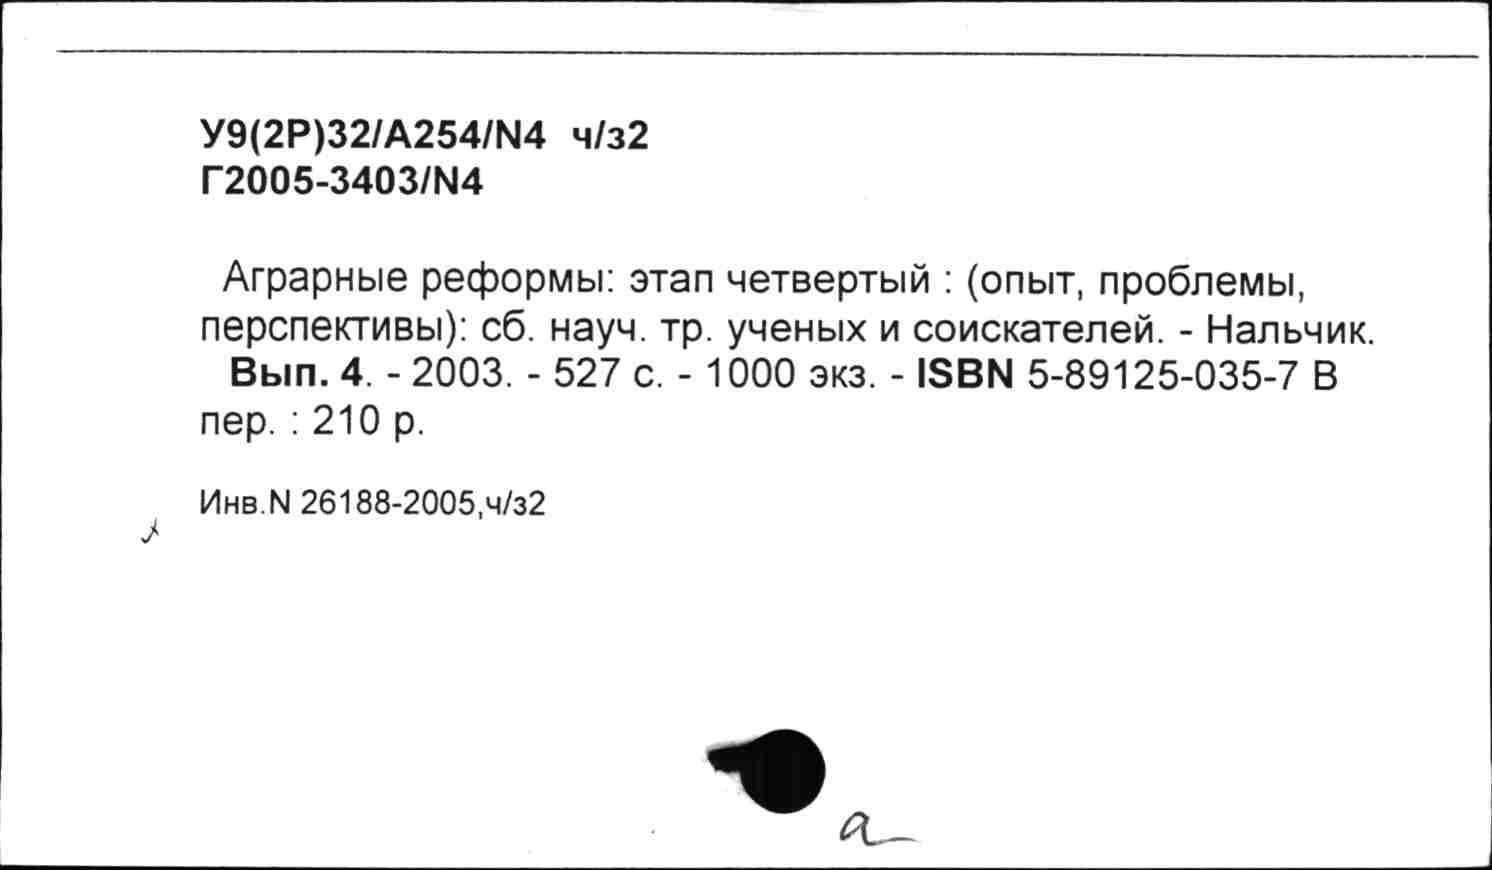 У9(2Р)32/А254/N4 ч/з2
Г2005-3403/N4
Аграрные реформы: этап четвертый : (опыт, проблемы,
перспективы): сб. науч. тр. ученых и соискателей. - Нальчик.
Вып. 4. - 2003. - 527 с. - 1000 экз. - ISBN 5-89125-035-7 В
пер. : 210 р.
Инв.N 26188-2005,ч/з2
а